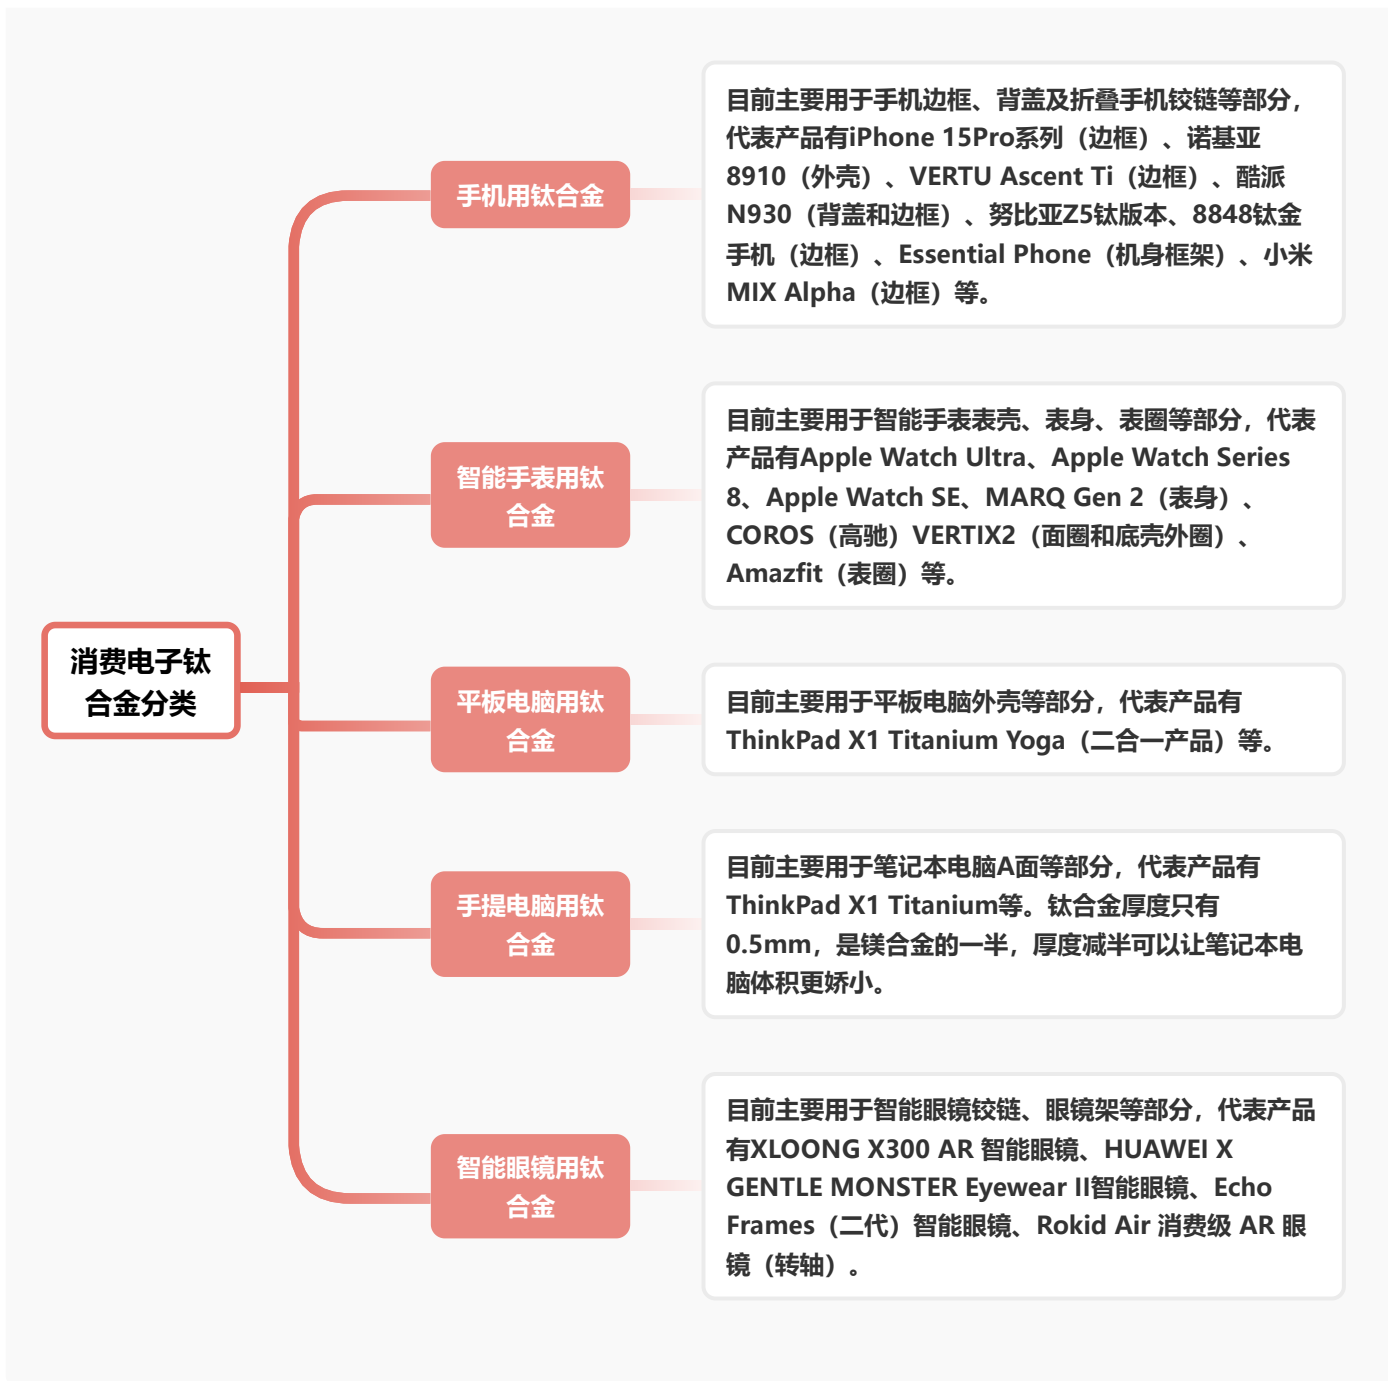 消费电子钛
合金分类
手机用钛合金
目前主要用于手机边框、背盖及折叠手机铰链等部分，
代表产品有iPhone 15Pro系列（边框）、诺基亚
8910（外壳）、VERTU Ascent Ti（边框）、酷派
N930（背盖和边框）、努比亚Z5钛版本、8848钛金
手机（边框）、Essential Phone（机身框架）、小米
MIX Alpha（边框）等。
智能手表用钛
合金
目前主要用于智能手表表壳、表身、表圈等部分，代表
产品有Apple Watch Ultra、Apple Watch Series
8、Apple Watch SE、MARQ Gen 2（表身）、
COROS（高驰）VERTIX2（面圈和底壳外圈）、
Amazfit（表圈）等。
平板电脑用钛
合金
目前主要用于平板电脑外壳等部分，代表产品有
ThinkPad X1 Titanium Yoga（二合一产品）等。
手提电脑用钛
合金
目前主要用于笔记本电脑A面等部分，代表产品有
ThinkPad X1 Titanium等。钛合金厚度只有
0.5mm，是镁合金的一半，厚度减半可以让笔记本电
脑体积更娇小。
智能眼镜用钛
合金
目前主要用于智能眼镜铰链、眼镜架等部分，代表产品
有XLOONG X300 AR 智能眼镜、HUAWEI X
GENTLE MONSTER Eyewear II智能眼镜、Echo
Frames（二代）智能眼镜、Rokid Air 消费级 AR 眼
镜（转轴）。